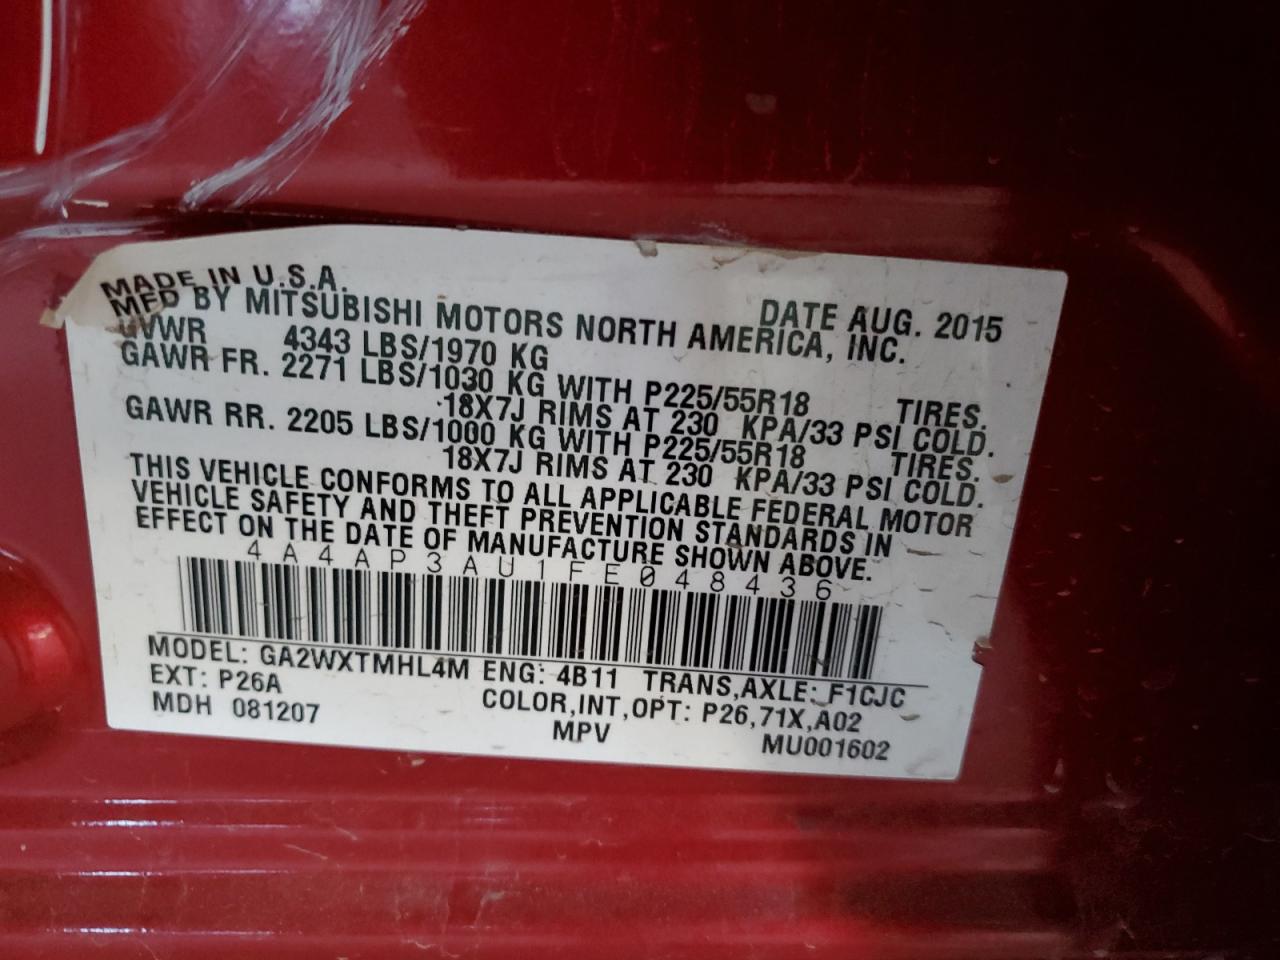 MADE IN U.S.A.
DATE AUG. 2015
MFD BY MITSUBISHI MOTORS NORTH AMERICA, INC.
GVWR 4343 LBS/1970 KG
GAWR FR. 2271 LBS/1030 KG WITH P225/55R18 TIRES.
18X7J RIMS AT 230 KPA/33 PSI COLD.
GAWR RR. 2205 LBS/1000 KG WITH P225/55R18 TIRES.
18X7J RIMS AT 230 KPA/33 PSI COLD.
THIS VEHICLE CONFORMS TO ALL APPLICABLE FEDERAL MOTOR
VEHICLE SAFETY AND THEFT PREVENTION STANDARDS IN
EFFECT ON THE DATE OF MANUFACTURE SHOWN ABOVE.
4A4AP3AU1FE048436
MODEL: GA2WXTMHL4M ENG: 4B11 TRANS,AXLE: F1CJC
EXT: P26A COLOR,INT,OPT: P26,71X,A02
MDH 081207 MPV MU001602